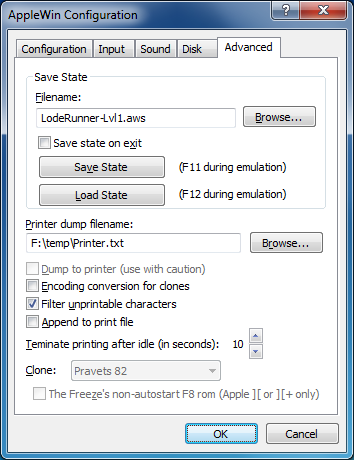 AppleWin Configuration
Configuration Input Sound Disk Advanced
Save State
Filename:
LodeRunner-Lvl1.aws Browse...
Save state on exit
Save State (F11 during emulation)
Load State (F12 during emulation)
Printer dump filename:
F:\temp\Printer.txt Browse...
Dump to printer (use with caution)
Encoding conversion for clones
Filter unprintable characters
Append to print file
Teminate printing after idle (in seconds): 10
Clone: Pravets 82
The Freeze's non-autostart F8 rom (Apple ][ or ][+ only)
OK Cancel